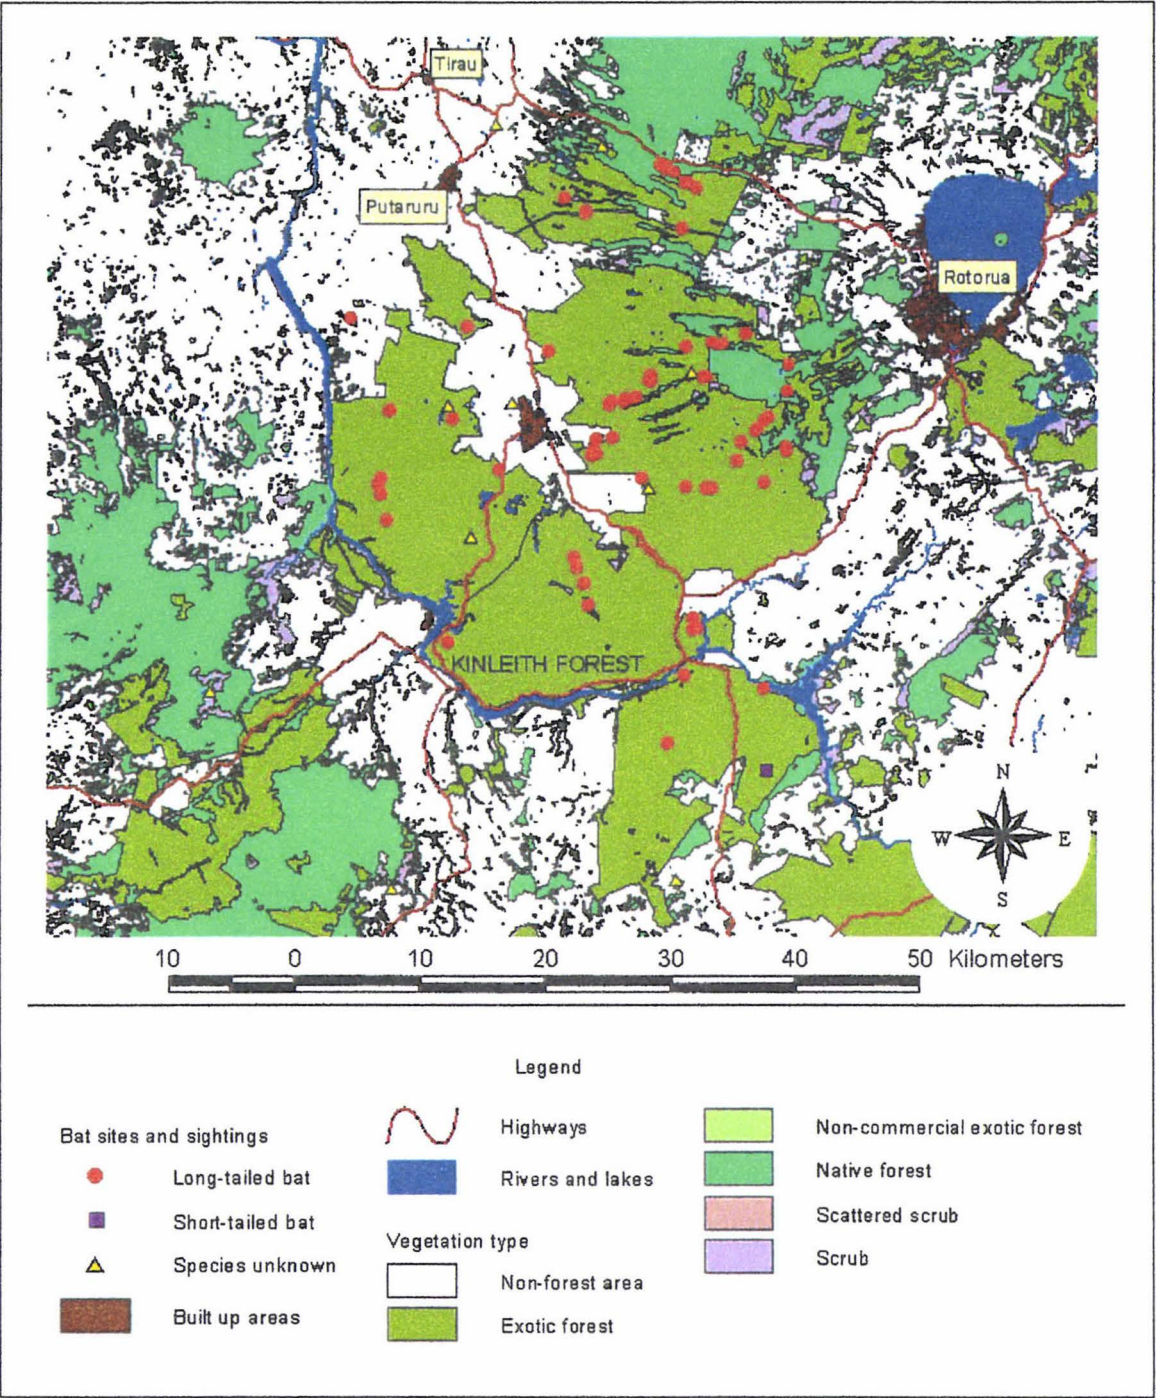 Tirau
Putaruru
Rotorua
KINLEITH FOREST
N
W E
S
10 0 10 20 30 40 50 Kilometers
Legend
Bat sites and sightings
Long-tailed bat
Short-tailed bat
Species unknown
Built up areas
Highways
Rivers and lakes
Vegetation type
Non-forest area
Exotic forest
Non-commercial exotic forest
Native forest
Scattered scrub
Scrub